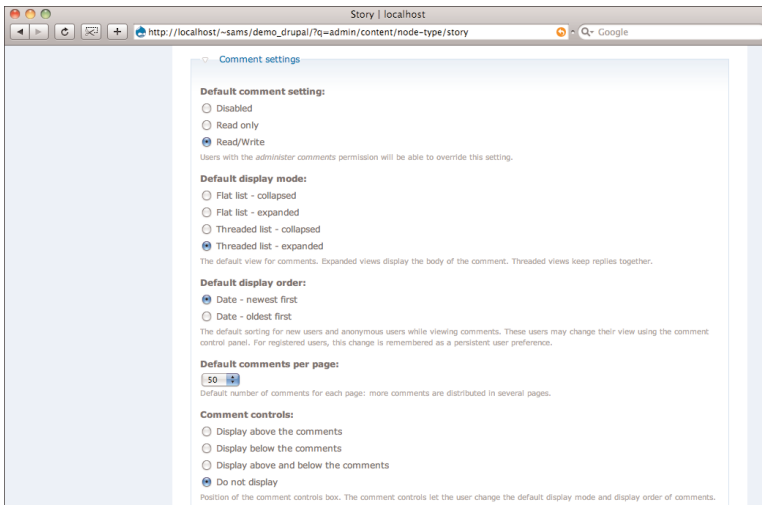 Story | localhost
http://localhost/~sams/demo_drupal/?q=admin/content/node-type/story
Google
Comment settings
Default comment setting:
Disabled
Read only
Read/Write
Users with the administer comments permission will be able to override this setting.
Default display mode:
Flat list - collapsed
Flat list - expanded
Threaded list - collapsed
Threaded list - expanded
The default view for comments. Expanded views display the body of the comment. Threaded views keep replies together.
Default display order:
Date - newest first
Date - oldest first
The default sorting for new users and anonymous users while viewing comments. These users may change their view using the comment
control panel. For registered users, this change is remembered as a persistent user preference.
Default comments per page:
50
Default number of comments for each page: more comments are distributed in several pages.
Comment controls:
Display above the comments
Display below the comments
Display above and below the comments
Do not display
Position of the comment controls box. The comment controls let the user change the default display mode and display order of comments.